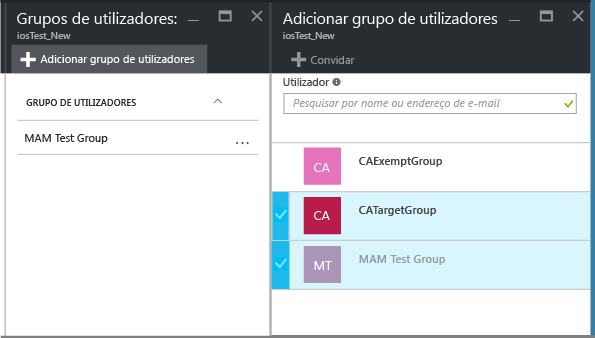 Grupos de utilizadores:
iosTest_New
Adicionar grupo de utilizadores
GRUPO DE UTILIZADORES
MAM Test Group
...
Adicionar grupo de utilizadores
iosTest_New
Convidar
Utilizador
Pesquisar por nome ou endereço de e-mail
CA
CAExemptGroup
CA
CATargetGroup
MT
MAM Test Group